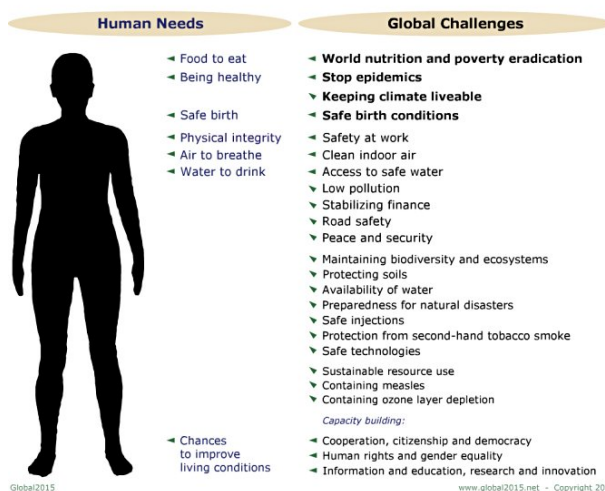 Human Needs
Global Challenges
Food to eat
World nutrition and poverty eradication
Being healthy
Stop epidemics
Keeping climate liveable
Safe birth
Safe birth conditions
Physical integrity
Safety at work
Air to breathe
Clean indoor air
Water to drink
Access to safe water
Low pollution
Stabilizing finance
Road safety
Peace and security
Maintaining biodiversity and ecosystems
Protecting soils
Availability of water
Preparedness for natural disasters
Safe injections
Protection from second-hand tobacco smoke
Safe technologies
Sustainable resource use
Containing measles
Containing ozone layer depletion
Capacity building:
Chances
to improve
living conditions
Cooperation, citizenship and democracy
Human rights and gender equality
Information and education, research and innovation
Global2015
www.global2015.net - Copyright 20